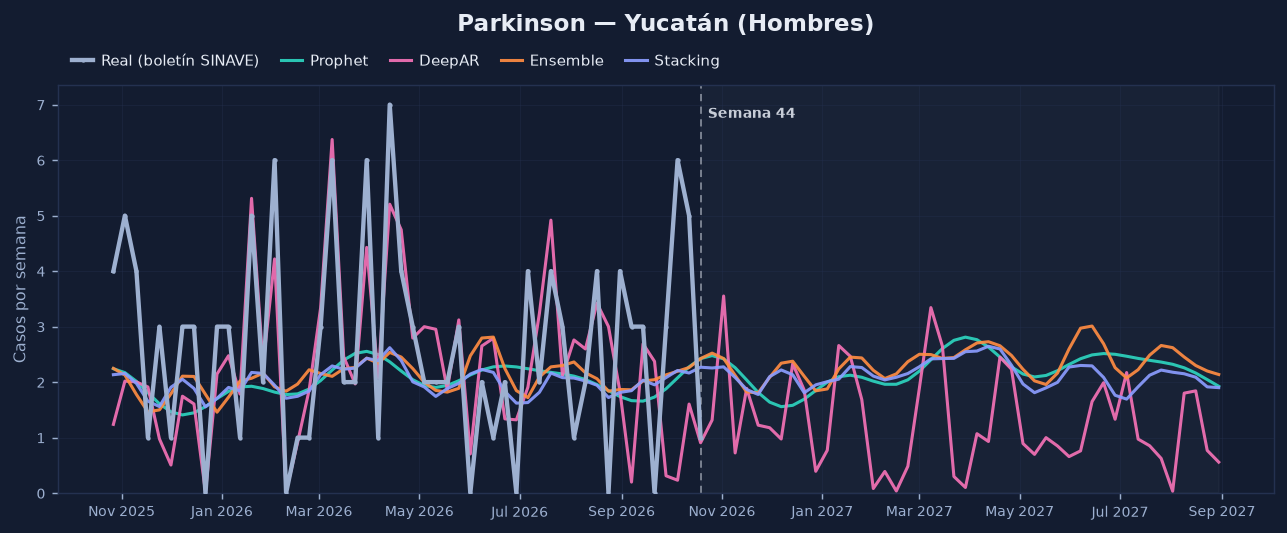 Parkinson — Yucatán (Hombres)
Real (boletín SINAVE) Prophet DeepAR Ensemble Stacking
Semana 44
Casos por semana
7
6
5
4
3
2
1
0
Nov 2025 Jan 2026 Mar 2026 May 2026 Jul 2026 Sep 2026 Nov 2026 Jan 2027 Mar 2027 May 2027 Jul 2027 Sep 2027